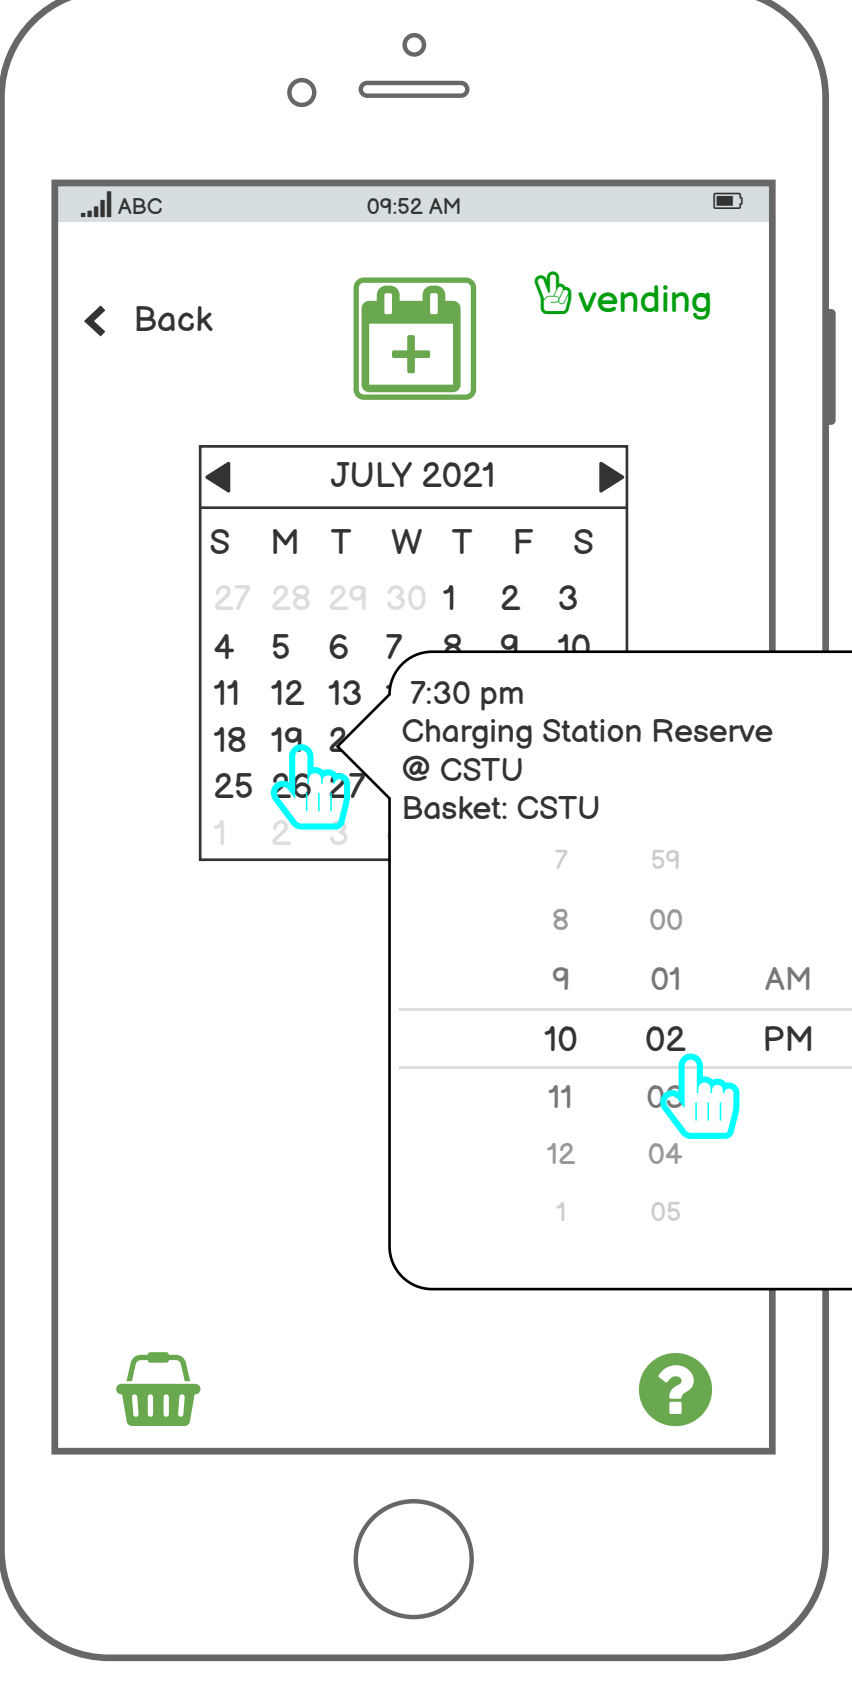 ABC 09:52 AM
Back
vending
JULY 2021
S M T W T F S
27 28 29 30 1 2 3
4 5 6 7 8 9 10
11 12 13
18 19
25 26 27
1 2 3
7:30 pm
Charging Station Reserve
@ CSTU
Basket: CSTU
7 59
8 00
9 01 AM
10 02 PM
11 03
12 04
1 05
?